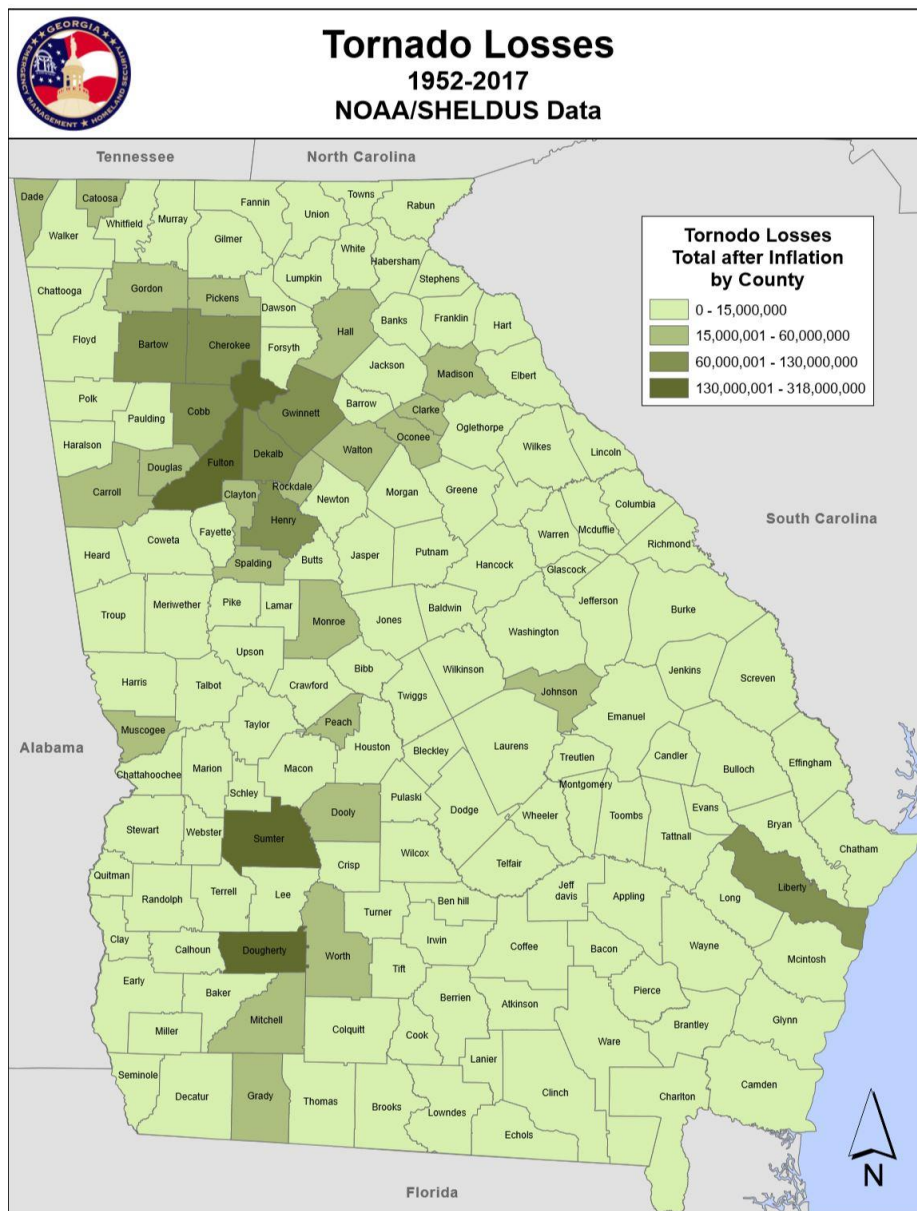 GEORGIA
EMERGENCY MANAGEMENT ★ HOMELAND SECURITY
Tornado Losses
1952-2017
NOAA/SHELDUS Data
Tennessee
North Carolina
Tornodo Losses
Total after Inflation
by County
0 - 15,000,000
15,000,001 - 60,000,000
60,000,001 - 130,000,000
130,000,001 - 318,000,000
Dade
Catoosa
Walker
Whitfield
Murray
Fannin
Union
Towns
Rabun
Gilmer
White
Habersham
Stephens
Lumpkin
Chattooga
Gordon
Pickens
Dawson
Hall
Banks
Franklin
Hart
Floyd
Bartow
Cherokee
Forsyth
Jackson
Madison
Elbert
Polk
Paulding
Cobb
Gwinnett
Barrow
Clarke
Oconee
Oglethorpe
Wilkes
Lincoln
Haralson
Douglas
Fulton
Dekalb
Walton
Carroll
Clayton
Rockdale
Newton
Morgan
Greene
Columbia
Mcduffie
Warren
Richmond
South Carolina
Henry
Fayette
Coweta
Heard
Spalding
Butts
Jasper
Putnam
Hancock
Glascock
Jefferson
Burke
Troup
Meriwether
Pike
Lamar
Monroe
Jones
Baldwin
Washington
Upson
Bibb
Wilkinson
Jenkins
Screven
Harris
Talbot
Crawford
Twiggs
Johnson
Emanuel
Muscogee
Taylor
Peach
Houston
Bleckley
Laurens
Treutlen
Candler
Bulloch
Effingham
Alabama
Chattahoochee
Marion
Macon
Schley
Dooly
Pulaski
Dodge
Montgomery
Wheeler
Toombs
Evans
Tattnall
Bryan
Chatham
Stewart
Webster
Sumter
Crisp
Wilcox
Telfair
Liberty
Quitman
Randolph
Terrell
Lee
Turner
Ben hill
Jeff
davis
Appling
Long
Clay
Calhoun
Dougherty
Worth
Irwin
Tift
Coffee
Bacon
Wayne
Mcintosh
Early
Baker
Mitchell
Berrien
Atkinson
Pierce
Brantley
Glynn
Miller
Colquitt
Cook
Lanier
Ware
Seminole
Decatur
Grady
Thomas
Brooks
Lowndes
Clinch
Echols
Charlton
Camden
Florida
N